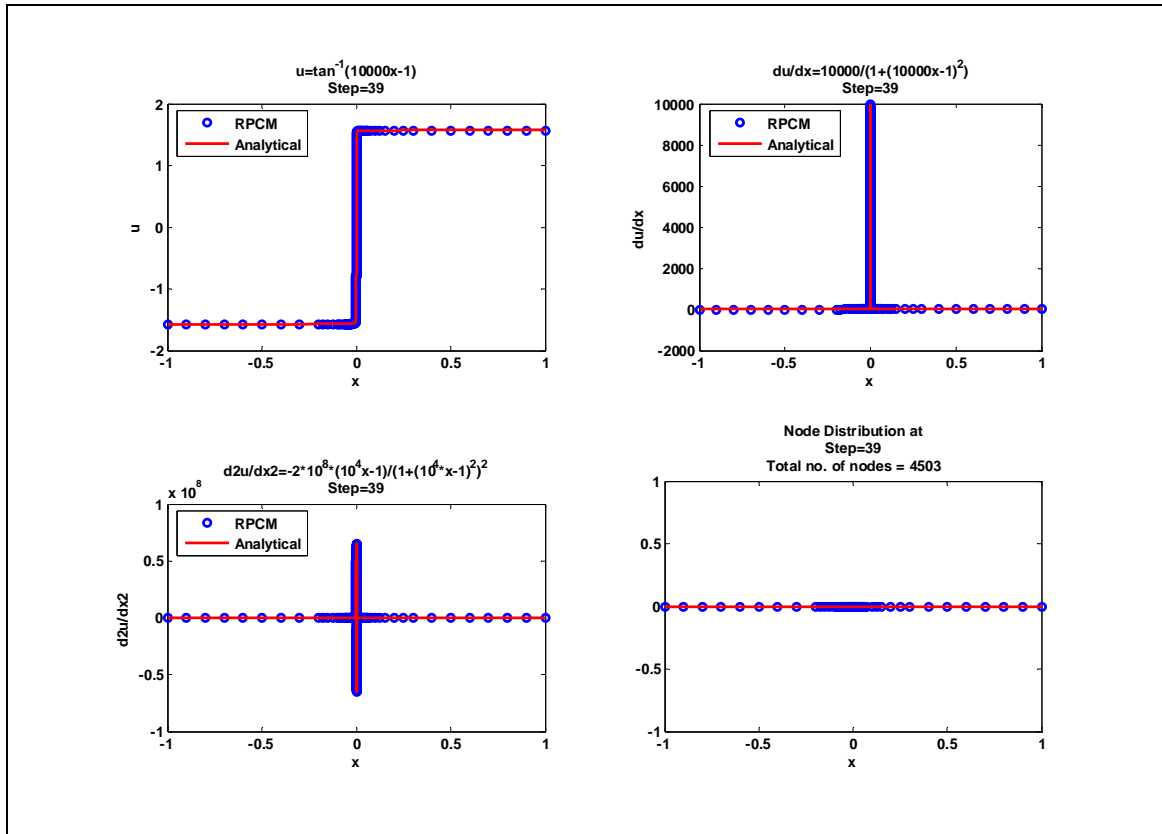 u=tan⁻¹(10000x-1)
Step=39
2
1
0
-1
-2
-1
-0.5
0
0.5
1
x
u
RPCM
Analytical
du/dx=10000/(1+(10000x-1)²)
Step=39
10000
8000
6000
4000
2000
0
-2000
-1
-0.5
0
0.5
1
x
du/dx
RPCM
Analytical
d2u/dx2=-2*10⁸*(10⁴x-1)/(1+(10⁴*x-1)²)²
Step=39
x 10⁸
1
0.5
0
-0.5
-1
-1
-0.5
0
0.5
1
x
d2u/dx2
RPCM
Analytical
Node Distribution at
Step=39
Total no. of nodes = 4503
1
0.5
0
-0.5
-1
-1
-0.5
0
0.5
1
x